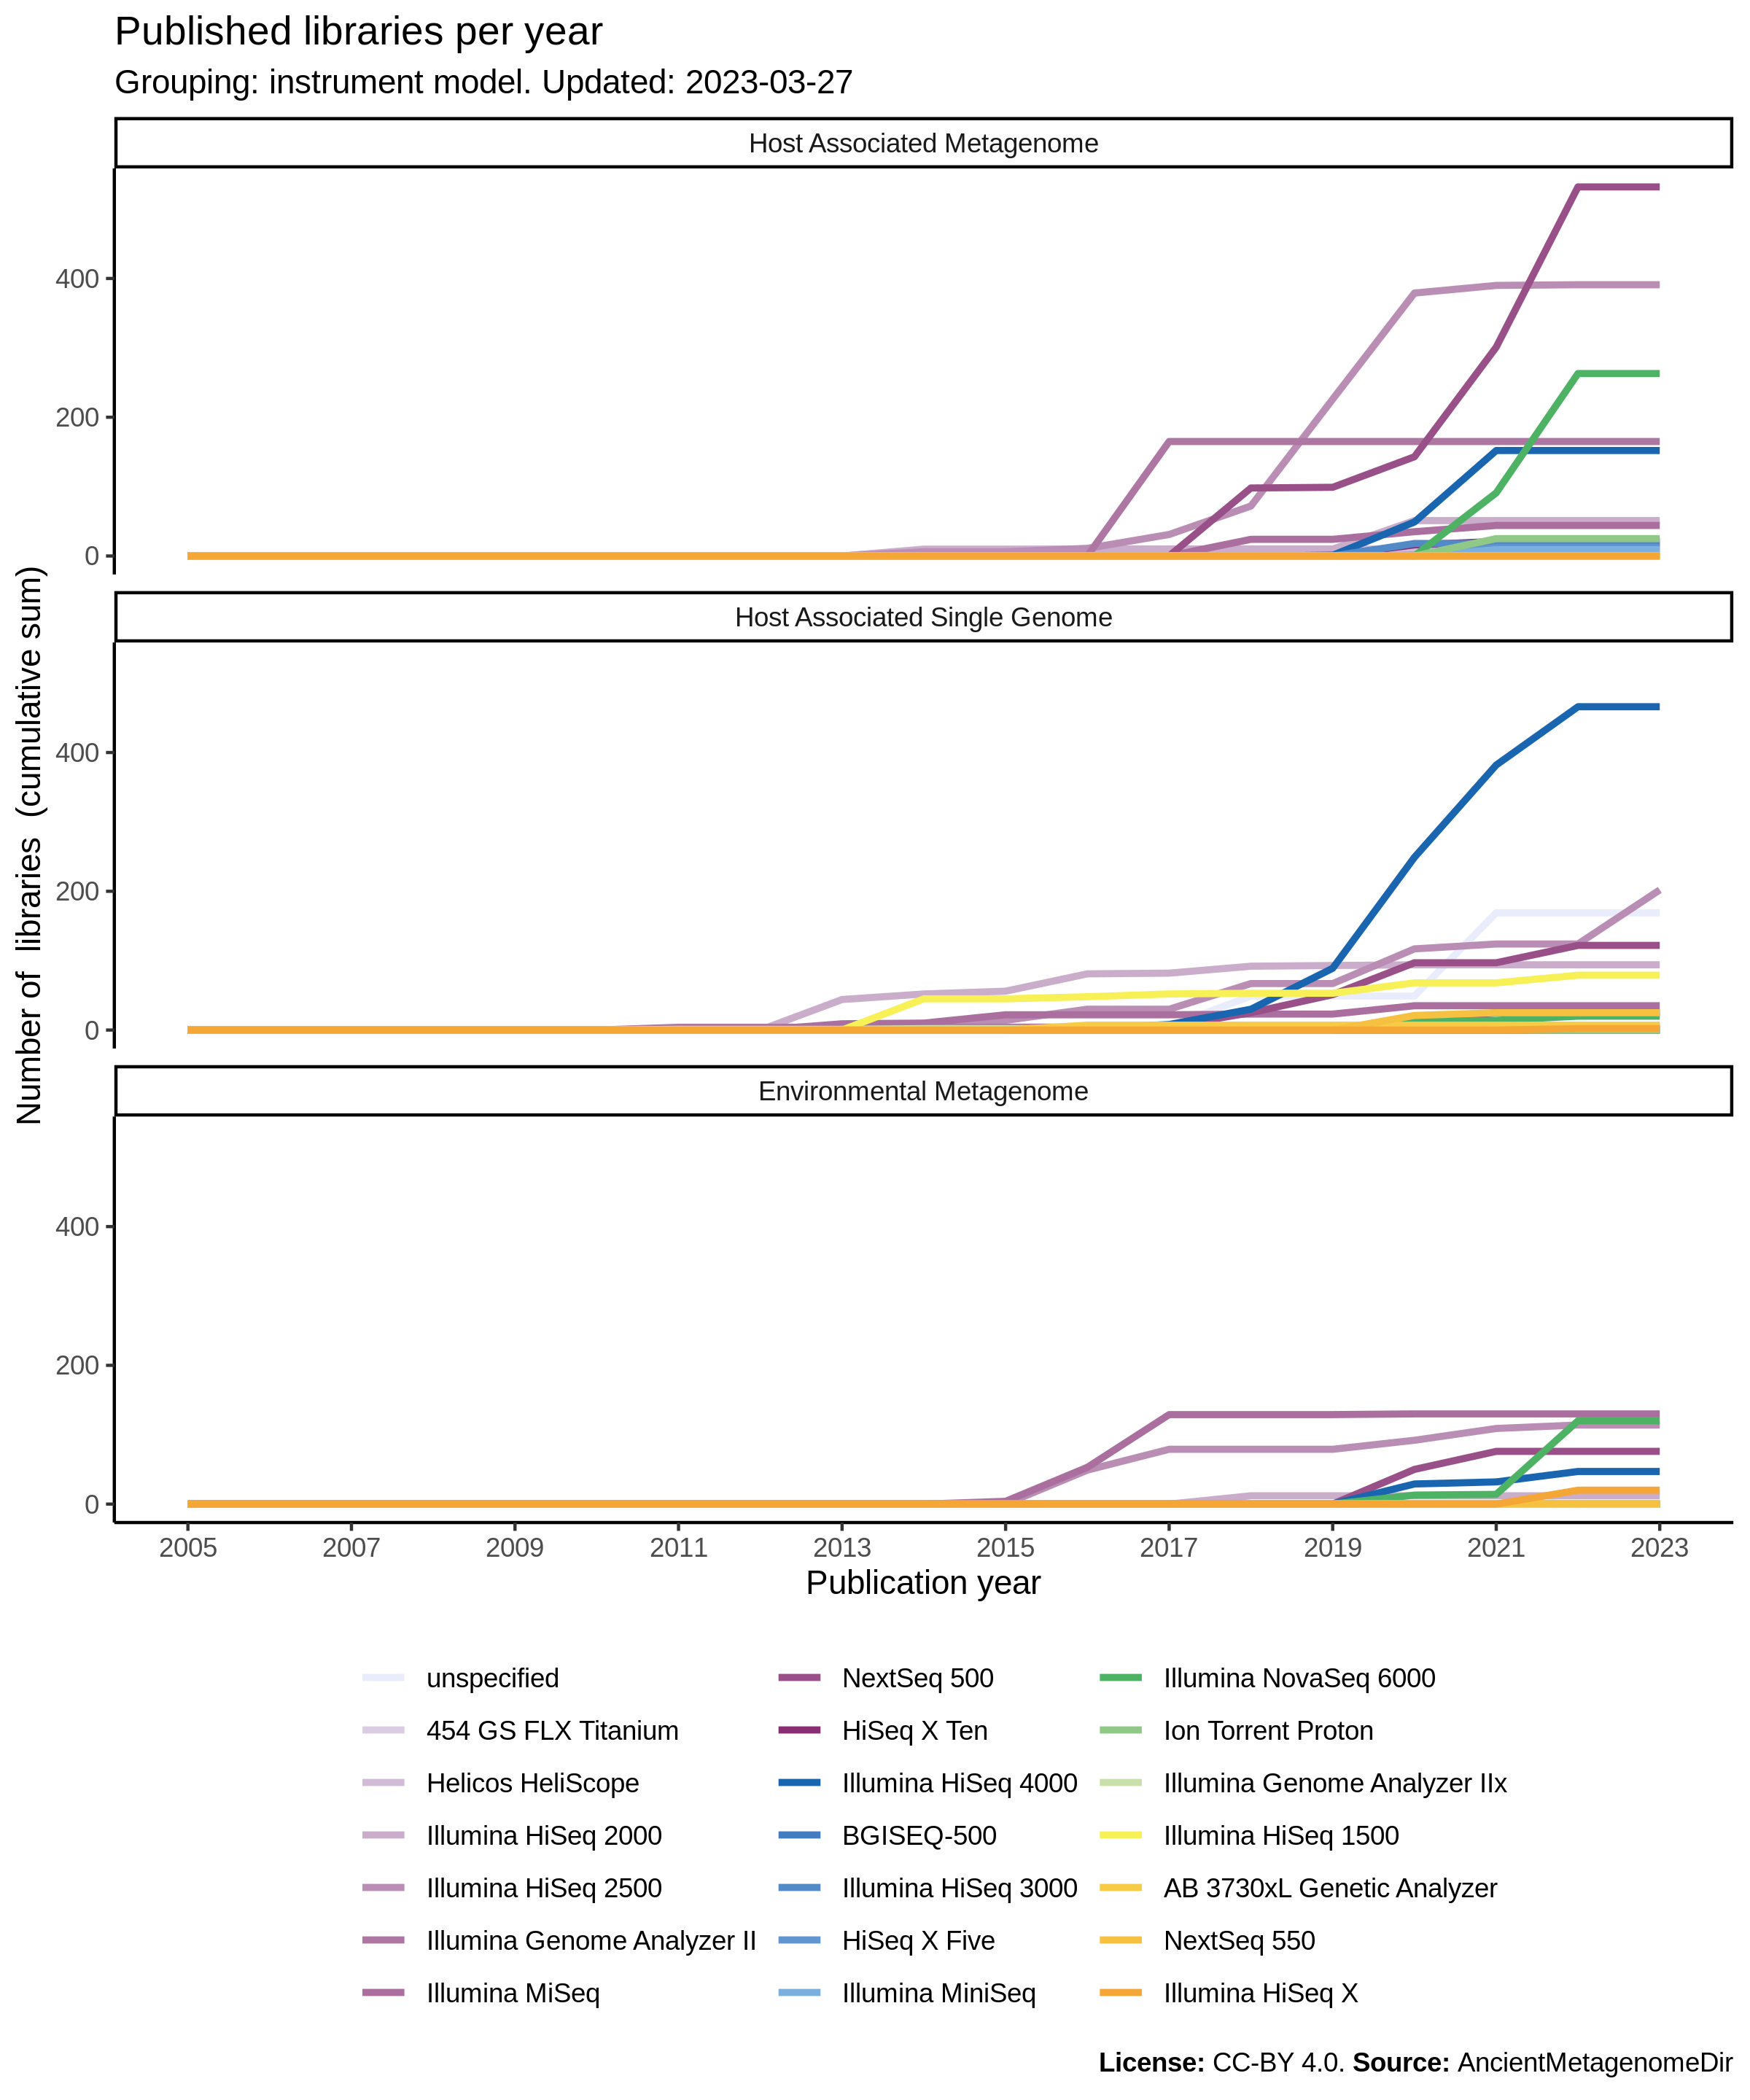 Published libraries per year
Grouping: instrument model. Updated: 2023-03-27
Host Associated Metagenome
400
200
0
Host Associated Single Genome
400
200
0
Environmental Metagenome
400
200
0
Number of libraries (cumulative sum)
2005 2007 2009 2011 2013 2015 2017 2019 2021 2023
Publication year
unspecified
454 GS FLX Titanium
Helicos HeliScope
Illumina HiSeq 2000
Illumina HiSeq 2500
Illumina Genome Analyzer II
Illumina MiSeq
NextSeq 500
HiSeq X Ten
Illumina HiSeq 4000
BGISEQ-500
Illumina HiSeq 3000
HiSeq X Five
Illumina MiniSeq
Illumina NovaSeq 6000
Ion Torrent Proton
Illumina Genome Analyzer IIx
Illumina HiSeq 1500
AB 3730xL Genetic Analyzer
NextSeq 550
Illumina HiSeq X
License: CC-BY 4.0. Source: AncientMetagenomeDir